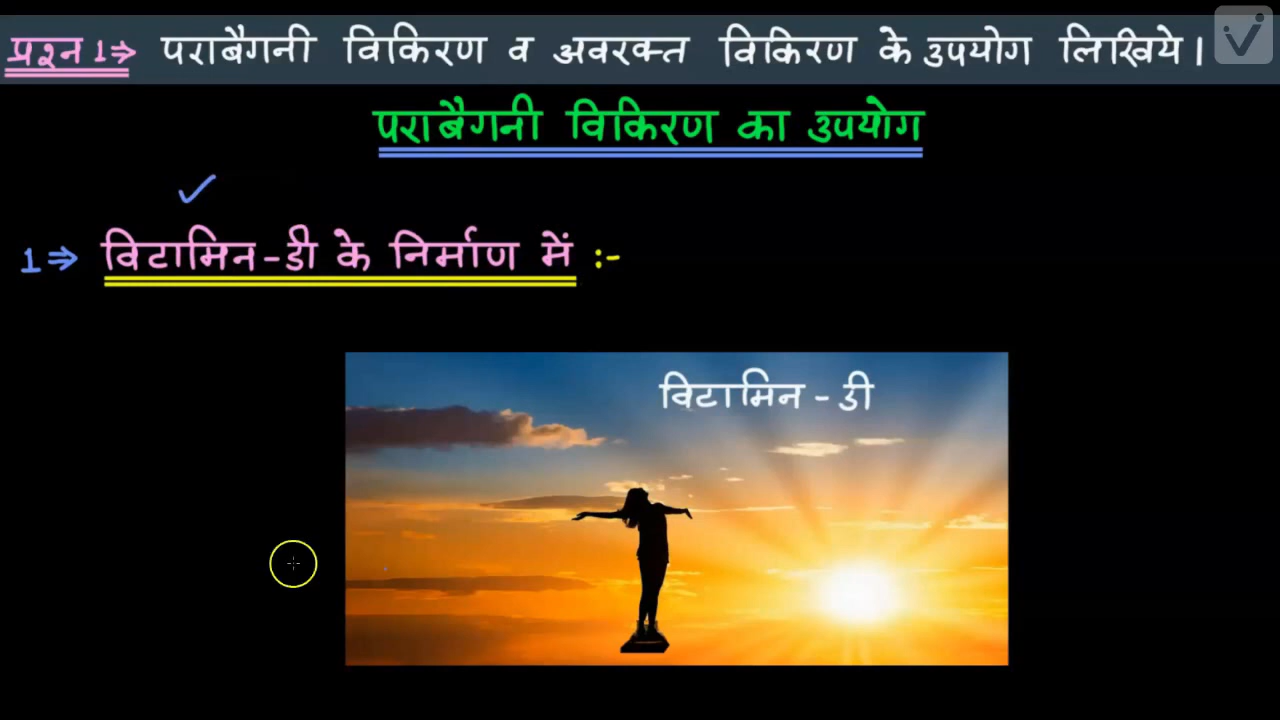 प्रश्न 1⇒ पराबैगनी विकिरण व अवरक्त विकिरण के उपयोग लिखिये।
पराबैगनी विकिरण का उपयोग
1⇒ विटामिन-डी के निर्माण में :-
विटामिन - डी